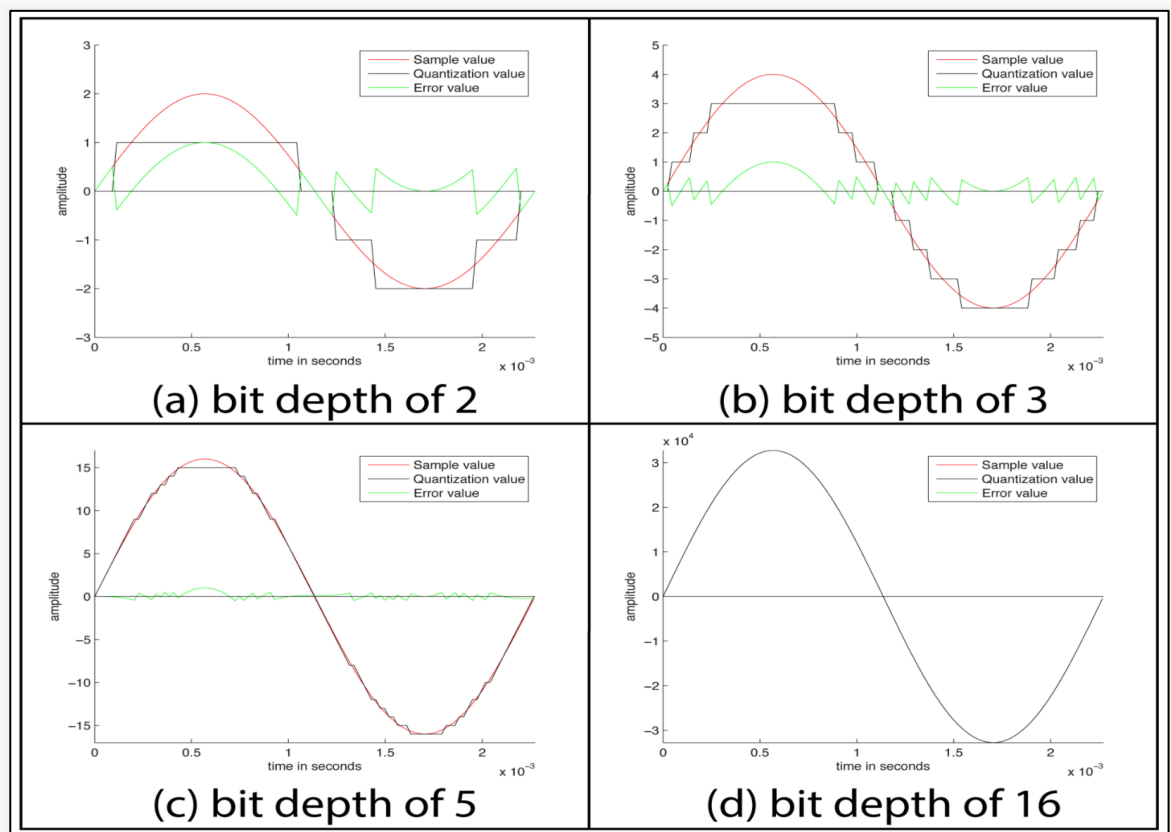 3
2
1
0
−1
−2
−3
amplitude
Sample value
Quantization value
Error value
0 0.5 1 1.5 2
time in seconds
x 10⁻³
(a) bit depth of 2
5
4
3
2
1
0
−1
−2
−3
−4
−5
amplitude
Sample value
Quantization value
Error value
0 0.5 1 1.5 2
time in seconds
x 10⁻³
(b) bit depth of 3
15
10
5
0
−5
−10
−15
amplitude
Sample value
Quantization value
Error value
0 0.5 1 1.5 2
time in seconds
x 10⁻³
(c) bit depth of 5
x 10⁴
3
2
1
0
−1
−2
−3
amplitude
Sample value
Quantization value
Error value
0 0.5 1 1.5 2
time in seconds
x 10⁻³
(d) bit depth of 16